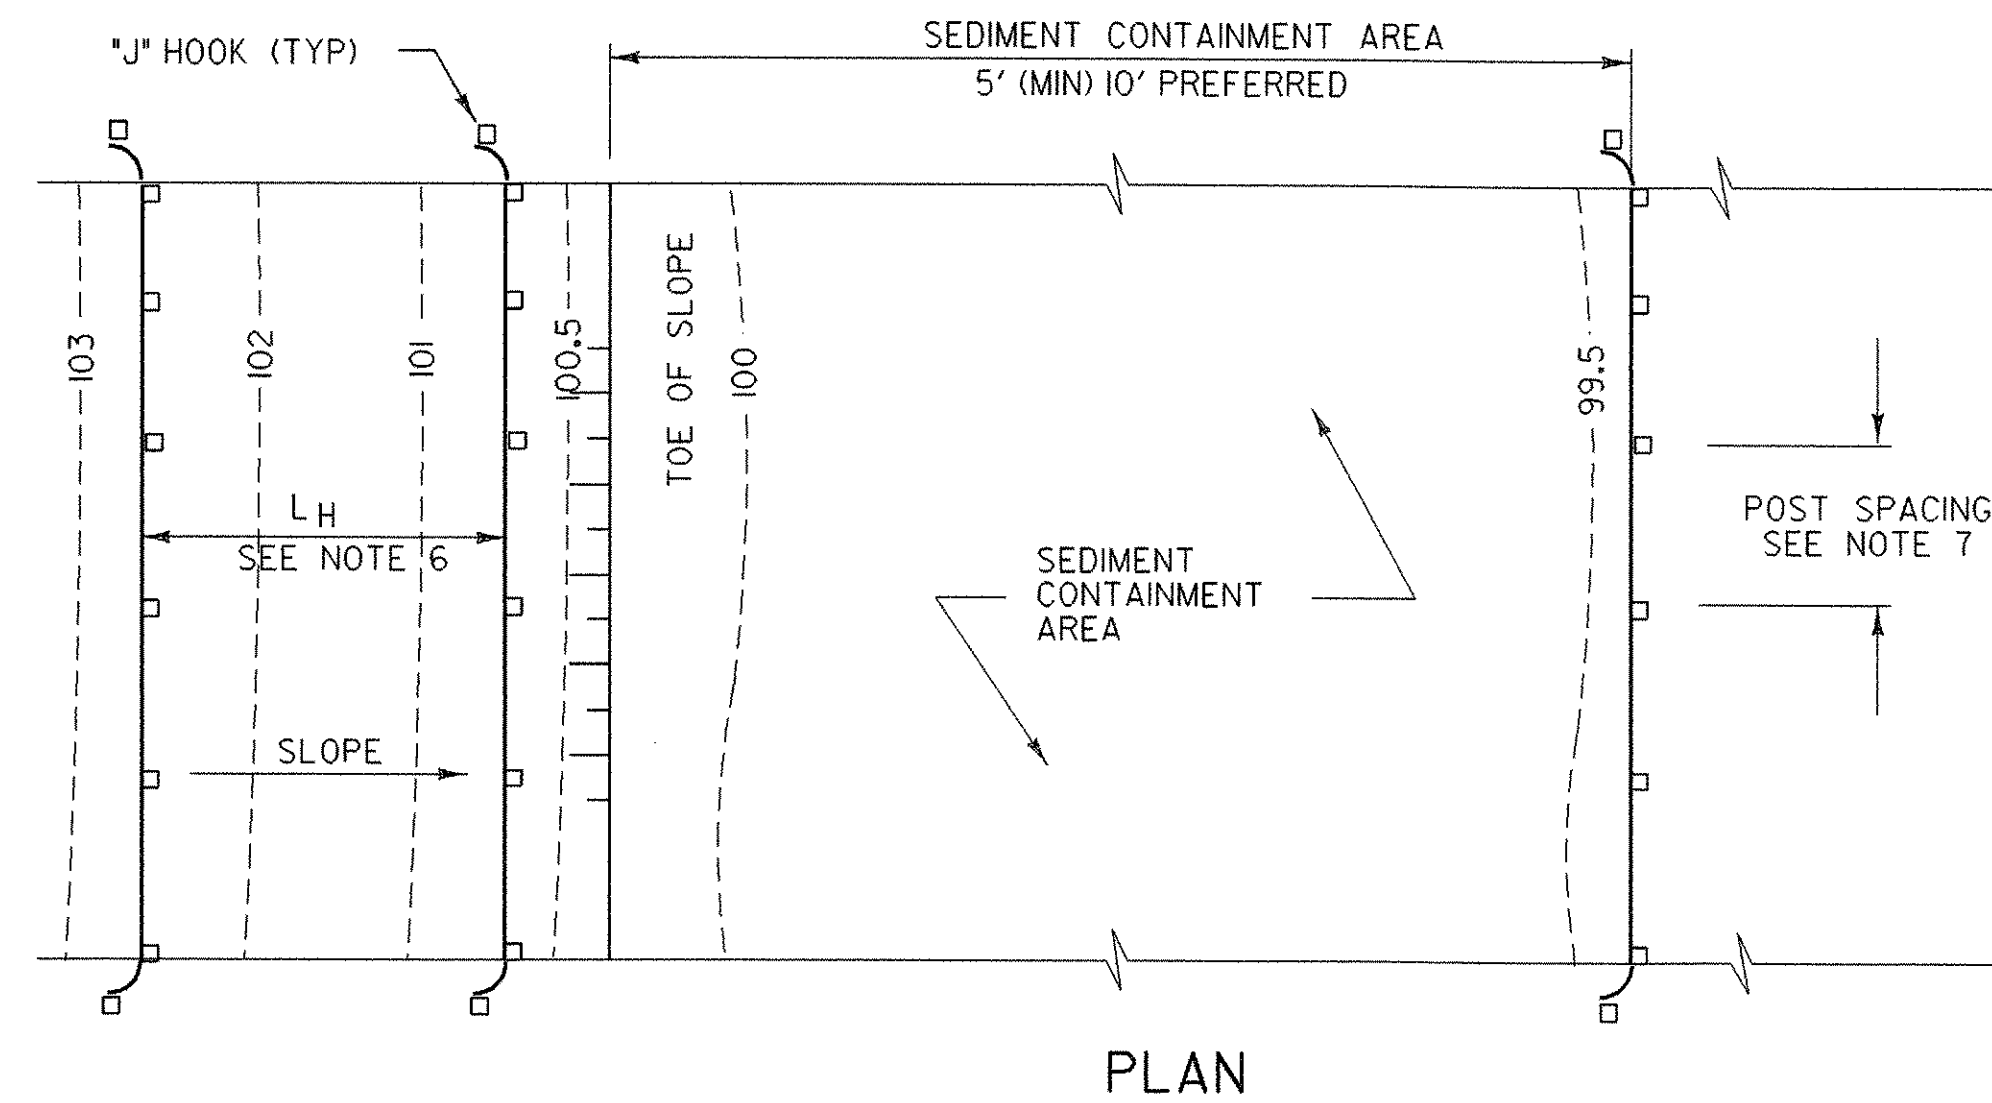 "J" HOOK (TYP)
SEDIMENT CONTAINMENT AREA
5' (MIN) 10' PREFERRED
103
102
101
100.5
TOE OF SLOPE
100
99.5
LH
SEE NOTE 6
POST SPACING
SEE NOTE 7
SEDIMENT
CONTAINMENT
AREA
SLOPE
PLAN